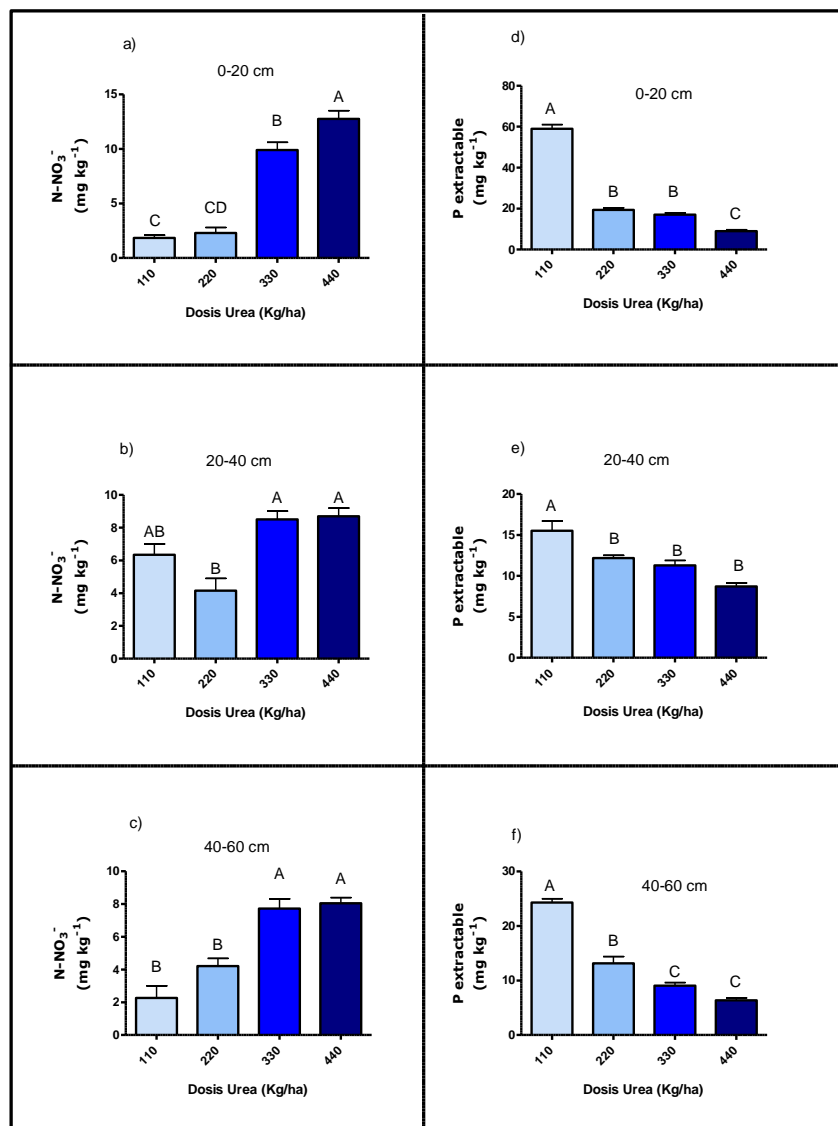 a)
0-20 cm
N-NO₃⁻
(mg kg⁻¹)
15
10
5
0
C
CD
B
A
110
220
330
440
Dosis Urea (Kg/ha)
d)
0-20 cm
P extractable
(mg kg⁻¹)
80
60
40
20
0
A
B
B
C
110
220
330
440
Dosis Urea (Kg/ha)
b)
20-40 cm
N-NO₃⁻
(mg kg⁻¹)
10
8
6
4
2
0
AB
B
A
A
110
220
330
440
Dosis Urea (Kg/ha)
e)
20-40 cm
P extractable
(mg kg⁻¹)
20
15
10
5
0
A
B
B
B
110
220
330
440
Dosis Urea (Kg/ha)
c)
40-60 cm
N-NO₃⁻
(mg kg⁻¹)
10
8
6
4
2
0
B
B
A
A
110
220
330
440
Dosis Urea (Kg/ha)
f)
40-60 cm
P extractable
(mg kg⁻¹)
30
20
10
0
A
B
C
C
110
220
330
440
Dosis Urea (Kg/ha)